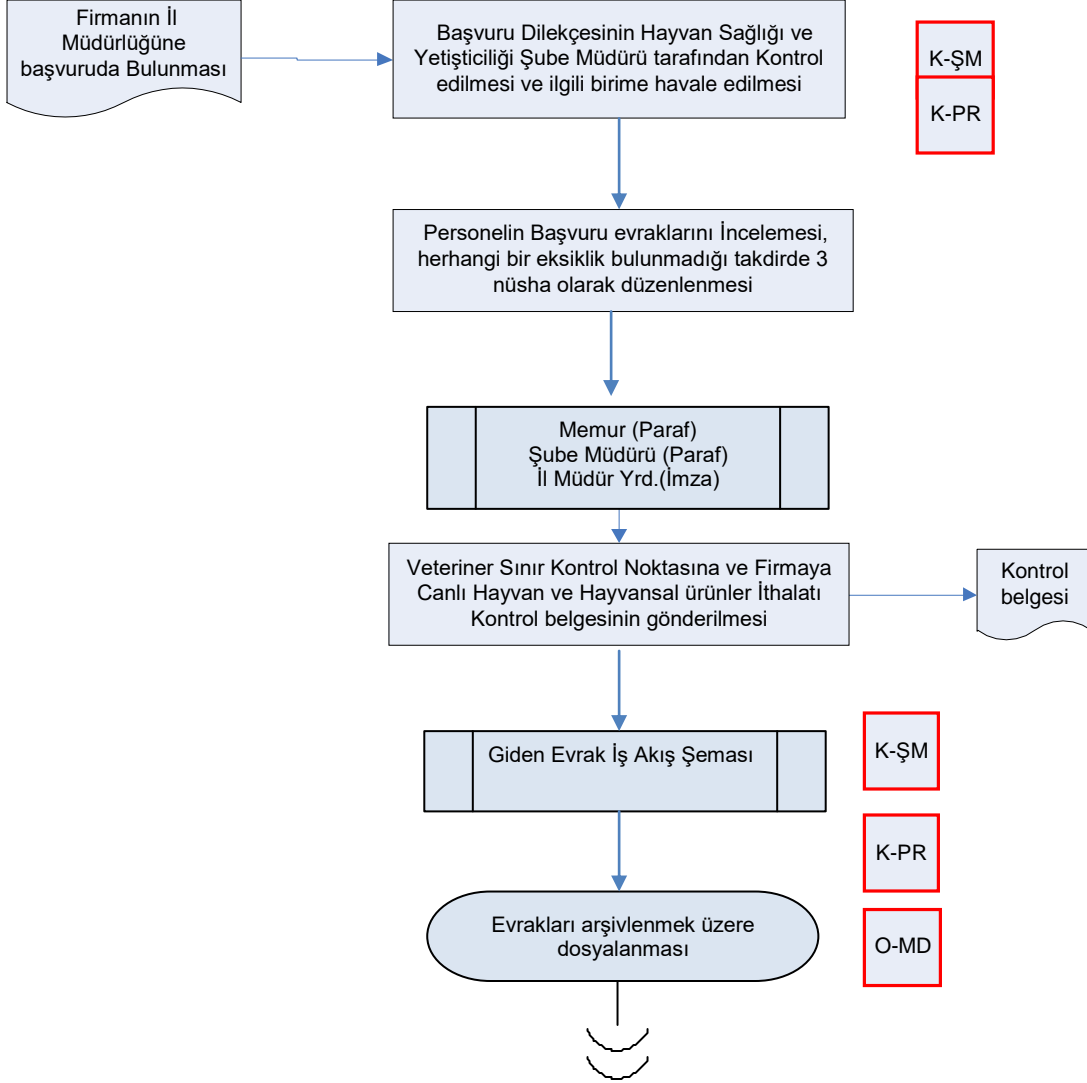 Firmanın İl
Müdürlüğüne
başvuruda Bulunması
Başvuru Dilekçesinin Hayvan Sağlığı ve
Yetiştiriciliği Şube Müdürü tarafından Kontrol
edilmesi ve ilgili birime havale edilmesi
K-ŞM
K-PR
Personelin Başvuru evraklarını İncelemesi,
herhangi bir eksiklik bulunmadığı takdirde 3
nüsha olarak düzenlenmesi
Memur (Paraf)
Şube Müdürü (Paraf)
İl Müdür Yrd.(İmza)
Veteriner Sınır Kontrol Noktasına ve Firmaya
Canlı Hayvan ve Hayvansal ürünler İthalatı
Kontrol belgesinin gönderilmesi
Kontrol
belgesi
Giden Evrak İş Akış Şeması
K-ŞM
K-PR
Evrakları arşivlenmek üzere
dosyalanması
O-MD